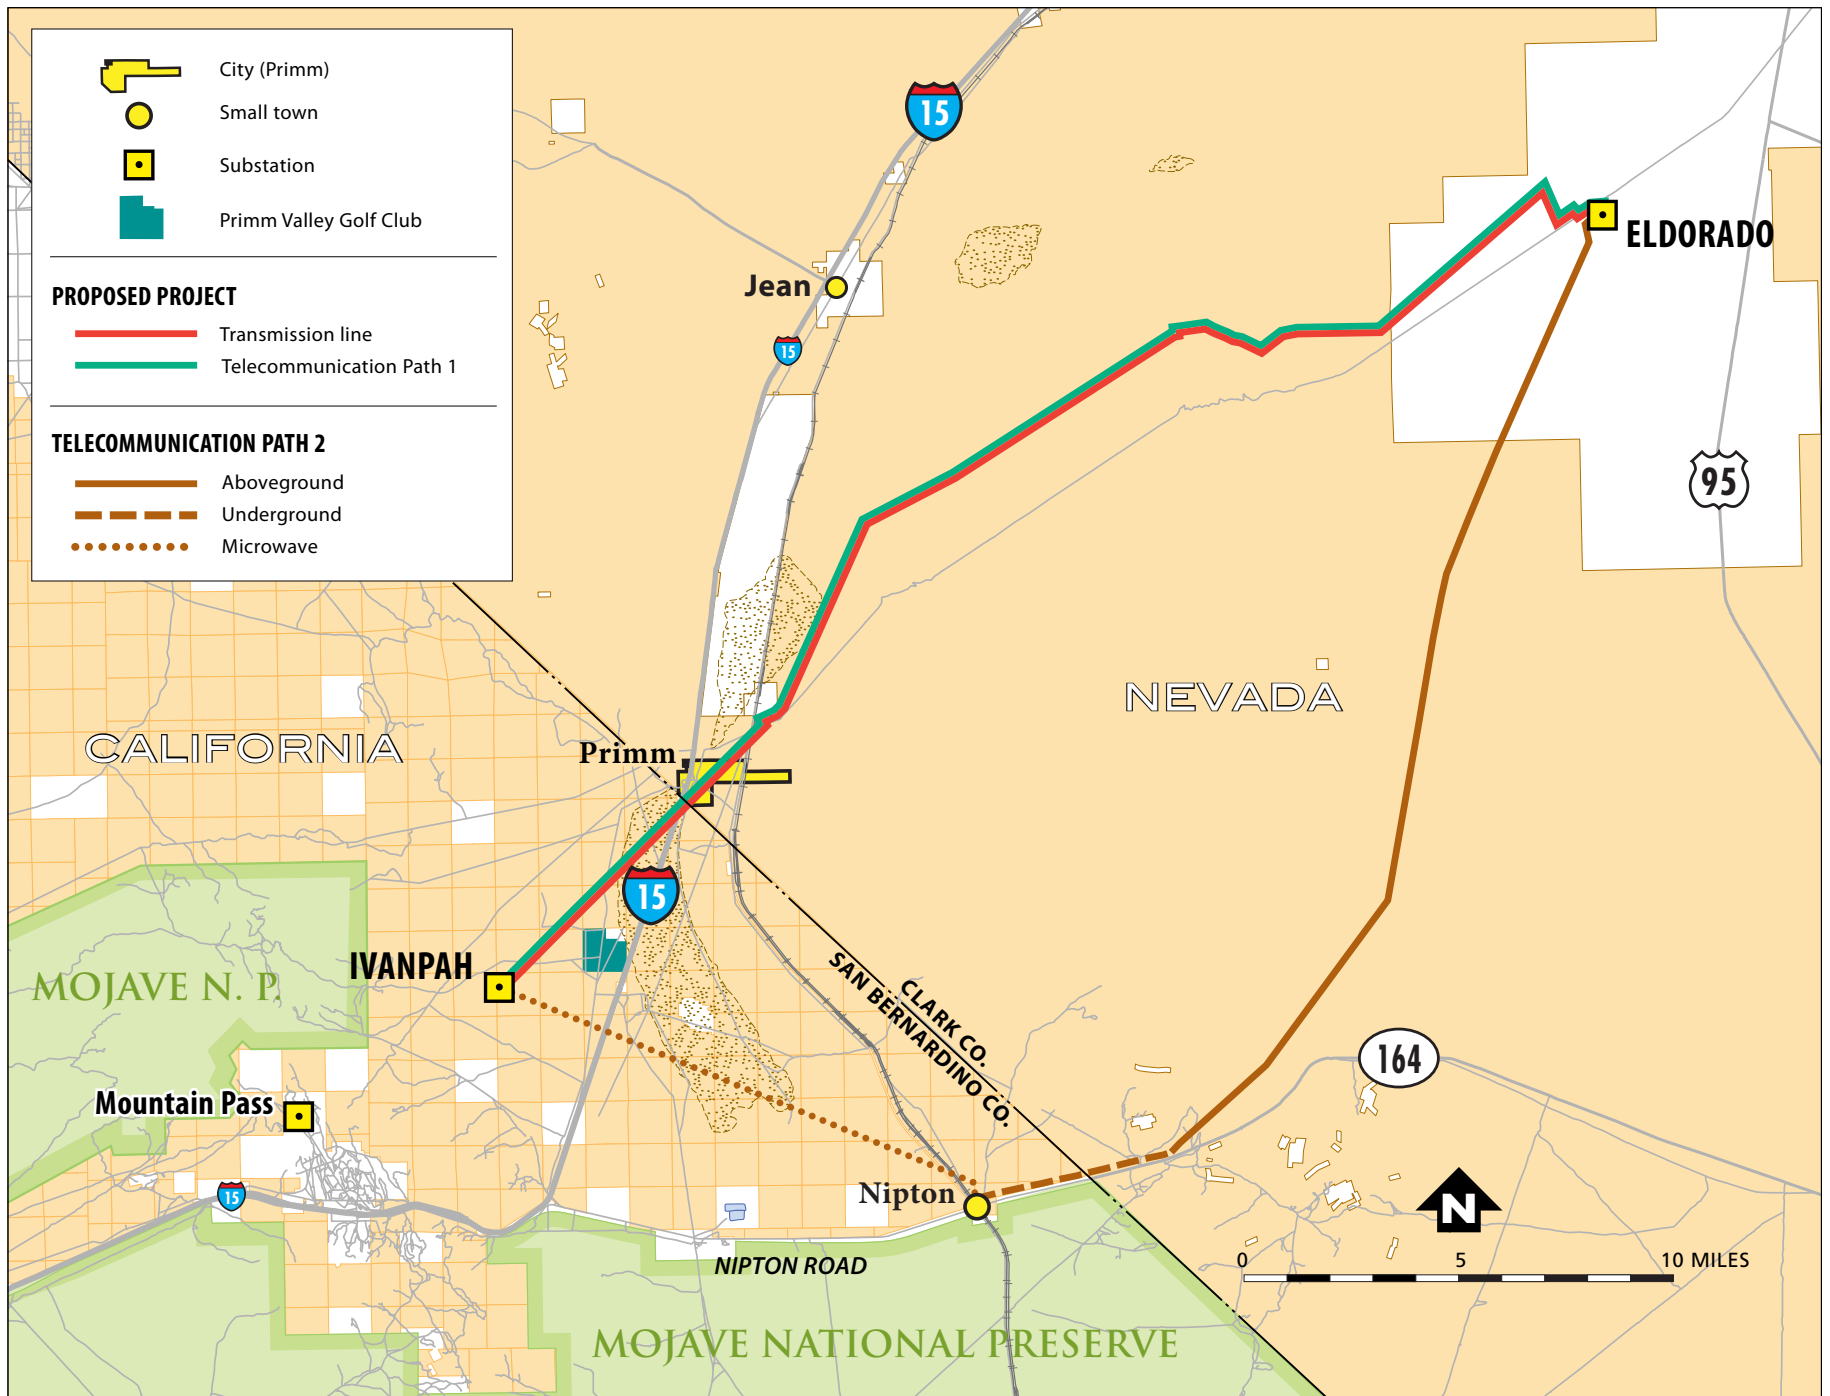 City (Primm)
Small town
Substation
Primm Valley Golf Club
PROPOSED PROJECT
Transmission line
Telecommunication Path 1
TELECOMMUNICATION PATH 2
Aboveground
Underground
Microwave
15
ELDORADO
Jean
15
95
NEVADA
CALIFORNIA
Primm
15
IVANPAH
MOJAVE N. P.
CLARK CO.
SAN BERNARDINO CO.
164
Mountain Pass
15
Nipton
N
NIPTON ROAD
0 5 10 MILES
MOJAVE NATIONAL PRESERVE